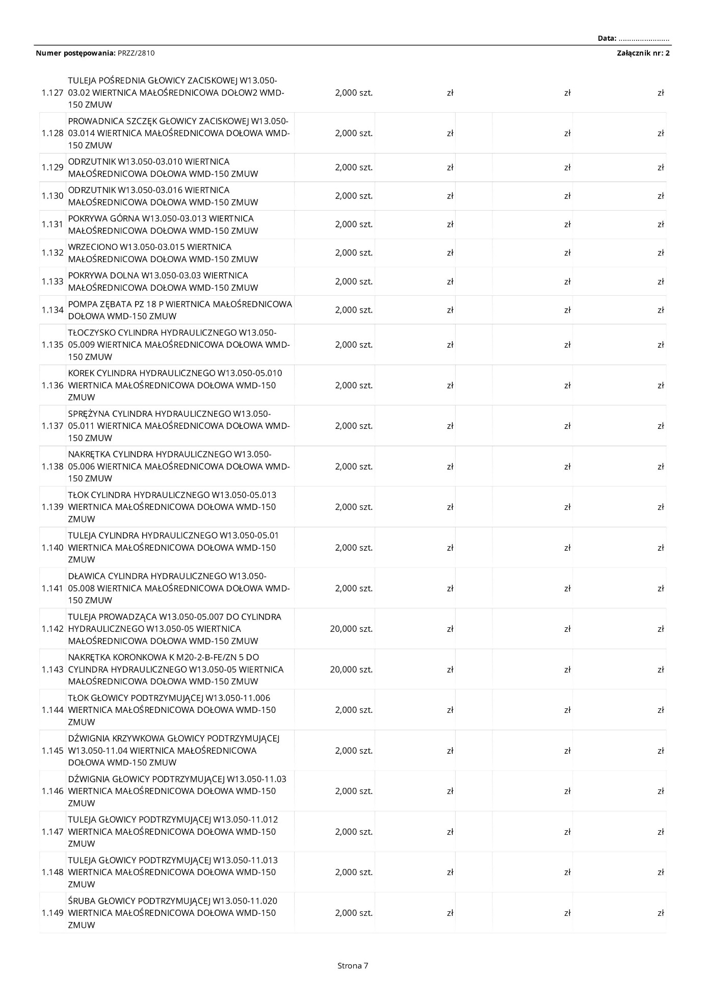 Data: ........................
Numer postępowania: PRZZ/2810 Załącznik nr: 2
TULEJA POŚREDNIA GŁOWICY ZACISKOWEJ W13.050-
1.127 03.02 WIERTNICA MAŁOŚREDNICOWA DOŁOW2 WMD- 2,000 szt. zł zł zł
150 ZMUW
PROWADNICA SZCZĘK GŁOWICY ZACISKOWEJ W13.050-
1.128 03.014 WIERTNICA MAŁOŚREDNICOWA DOŁOWA WMD- 2,000 szt. zł zł zł
150 ZMUW
ODRZUTNIK W13.050-03.010 WIERTNICA
1.129 2,000 szt. zł zł zł
MAŁOŚREDNICOWA DOŁOWA WMD-150 ZMUW
ODRZUTNIK W13.050-03.016 WIERTNICA
1.130 2,000 szt. zł zł zł
MAŁOŚREDNICOWA DOŁOWA WMD-150 ZMUW
POKRYWA GÓRNA W13.050-03.013 WIERTNICA
1.131 2,000 szt. zł zł zł
MAŁOŚREDNICOWA DOŁOWA WMD-150 ZMUW
WRZECIONO W13.050-03.015 WIERTNICA
1.132 2,000 szt. zł zł zł
MAŁOŚREDNICOWA DOŁOWA WMD-150 ZMUW
POKRYWA DOLNA W13.050-03.03 WIERTNICA
1.133 2,000 szt. zł zł zł
MAŁOŚREDNICOWA DOŁOWA WMD-150 ZMUW
POMPA ZĘBATA PZ 18 P WIERTNICA MAŁOŚREDNICOWA
1.134 2,000 szt. zł zł zł
DOŁOWA WMD-150 ZMUW
TŁOCZYSKO CYLINDRA HYDRAULICZNEGO W13.050-
1.135 05.009 WIERTNICA MAŁOŚREDNICOWA DOŁOWA WMD- 2,000 szt. zł zł zł
150 ZMUW
KOREK CYLINDRA HYDRAULICZNEGO W13.050-05.010
1.136 WIERTNICA MAŁOŚREDNICOWA DOŁOWA WMD-150 2,000 szt. zł zł zł
ZMUW
SPRĘŻYNA CYLINDRA HYDRAULICZNEGO W13.050-
1.137 05.011 WIERTNICA MAŁOŚREDNICOWA DOŁOWA WMD- 2,000 szt. zł zł zł
150 ZMUW
NAKRĘTKA CYLINDRA HYDRAULICZNEGO W13.050-
1.138 05.006 WIERTNICA MAŁOŚREDNICOWA DOŁOWA WMD- 2,000 szt. zł zł zł
150 ZMUW
TŁOK CYLINDRA HYDRAULICZNEGO W13.050-05.013
1.139 WIERTNICA MAŁOŚREDNICOWA DOŁOWA WMD-150 2,000 szt. zł zł zł
ZMUW
TULEJA CYLINDRA HYDRAULICZNEGO W13.050-05.01
1.140 WIERTNICA MAŁOŚREDNICOWA DOŁOWA WMD-150 2,000 szt. zł zł zł
ZMUW
DŁAWICA CYLINDRA HYDRAULICZNEGO W13.050-
1.141 05.008 WIERTNICA MAŁOŚREDNICOWA DOŁOWA WMD- 2,000 szt. zł zł zł
150 ZMUW
TULEJA PROWADZĄCA W13.050-05.007 DO CYLINDRA
1.142 HYDRAULICZNEGO W13.050-05 WIERTNICA 20,000 szt. zł zł zł
MAŁOŚREDNICOWA DOŁOWA WMD-150 ZMUW
NAKRĘTKA KORONKOWA K M20-2-B-FE/ZN 5 DO
1.143 CYLINDRA HYDRAULICZNEGO W13.050-05 WIERTNICA 20,000 szt. zł zł zł
MAŁOŚREDNICOWA DOŁOWA WMD-150 ZMUW
TŁOK GŁOWICY PODTRZYMUJĄCEJ W13.050-11.006
1.144 WIERTNICA MAŁOŚREDNICOWA DOŁOWA WMD-150 2,000 szt. zł zł zł
ZMUW
DŹWIGNIA KRZYWKOWA GŁOWICY PODTRZYMUJĄCEJ
1.145 W13.050-11.04 WIERTNICA MAŁOŚREDNICOWA 2,000 szt. zł zł zł
DOŁOWA WMD-150 ZMUW
DŹWIGNIA GŁOWICY PODTRZYMUJĄCEJ W13.050-11.03
1.146 WIERTNICA MAŁOŚREDNICOWA DOŁOWA WMD-150 2,000 szt. zł zł zł
ZMUW
TULEJA GŁOWICY PODTRZYMUJĄCEJ W13.050-11.012
1.147 WIERTNICA MAŁOŚREDNICOWA DOŁOWA WMD-150 2,000 szt. zł zł zł
ZMUW
TULEJA GŁOWICY PODTRZYMUJĄCEJ W13.050-11.013
1.148 WIERTNICA MAŁOŚREDNICOWA DOŁOWA WMD-150 2,000 szt. zł zł zł
ZMUW
ŚRUBA GŁOWICY PODTRZYMUJĄCEJ W13.050-11.020
1.149 WIERTNICA MAŁOŚREDNICOWA DOŁOWA WMD-150 2,000 szt. zł zł zł
ZMUW
Strona 7